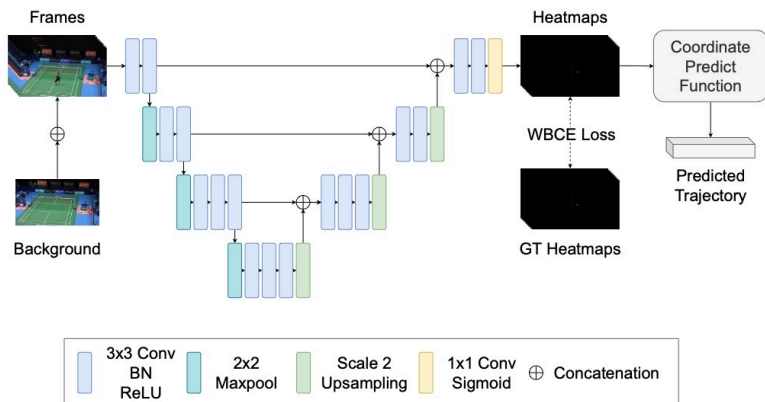 Frames
Heatmaps
Coordinate
Predict
Function
WBCE Loss
Predicted
Trajectory
Background
GT Heatmaps
3x3 Conv
BN
ReLU
2x2
Maxpool
Scale 2
Upsampling
1x1 Conv
Sigmoid
Concatenation